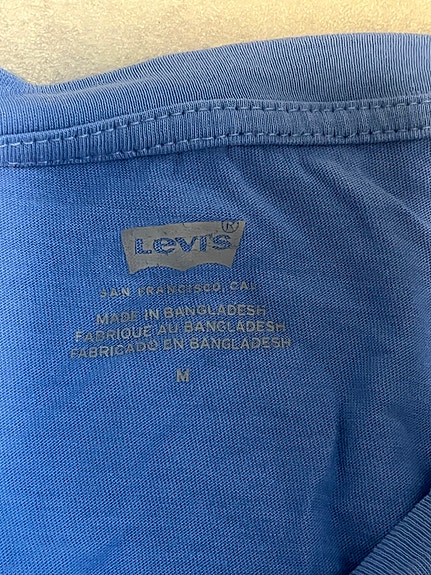 Levi's ®
SAN FRANCISCO, CAL
MADE IN BANGLADESH
FABRIQUE AU BANGLADESH
FABRICADO EN BANGLADESH
M